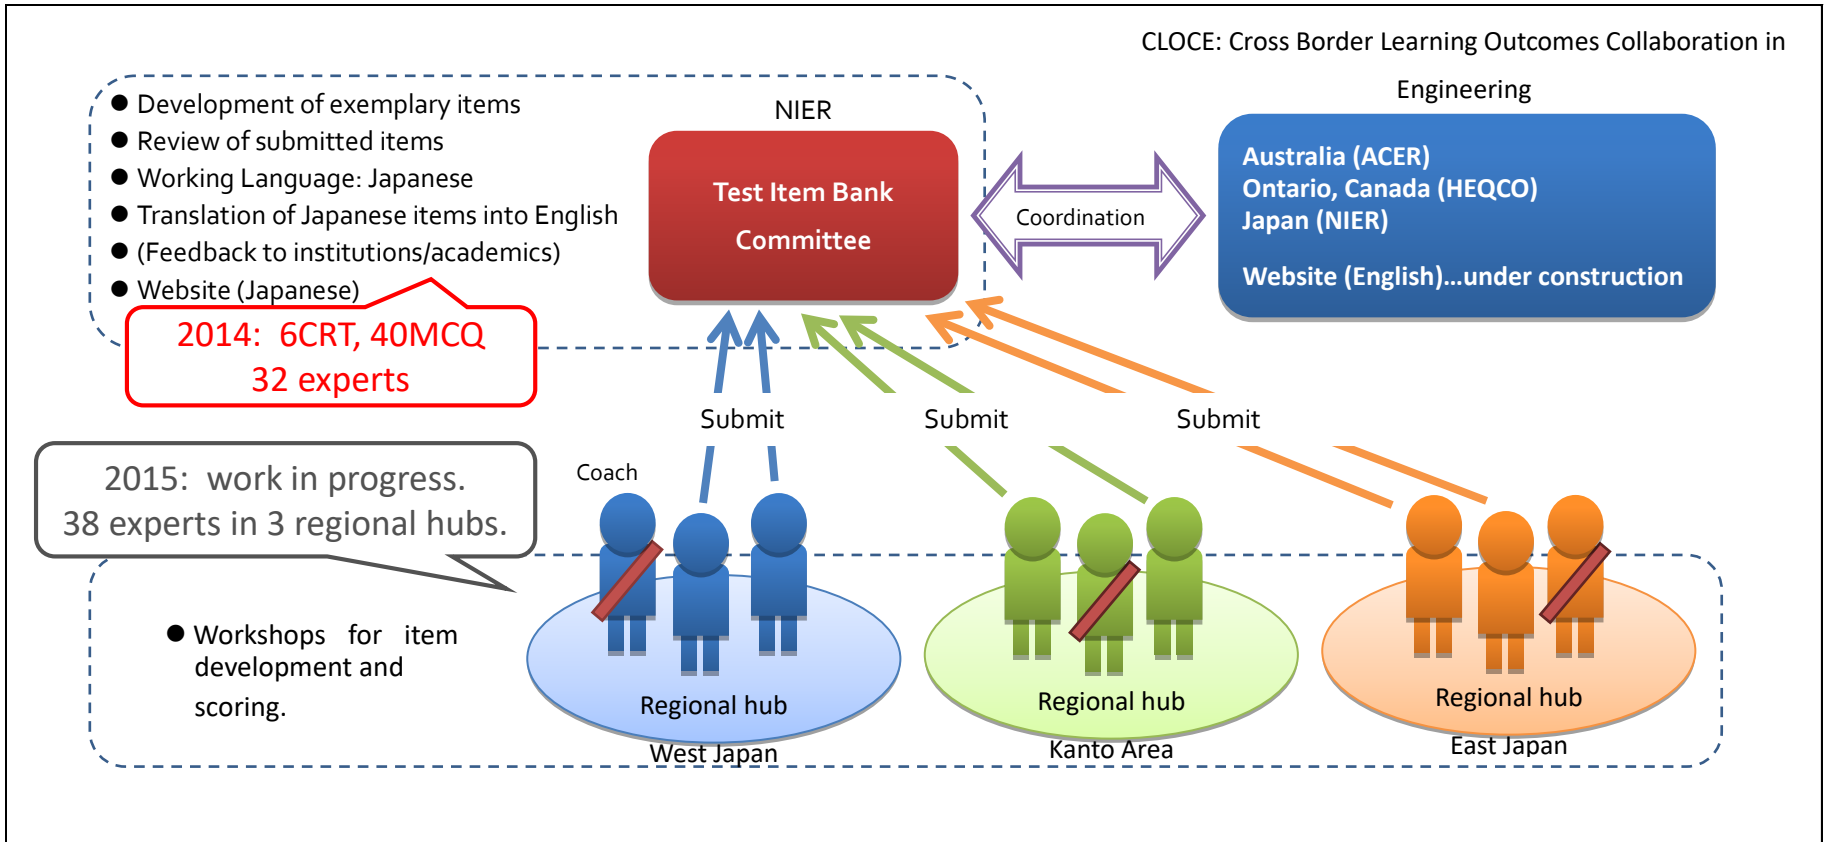 CLOCE: Cross Border Learning Outcomes Collaboration in
Engineering
● Development of exemplary items
● Review of submitted items
● Working Language: Japanese
● Translation of Japanese items into English
● (Feedback to institutions/academics)
● Website (Japanese)
NIER
Test Item Bank
Committee
Coordination
Australia (ACER)
Ontario, Canada (HEQCO)
Japan (NIER)
Website (English)...under construction
2014: 6CRT, 40MCQ
32 experts
Submit
Submit
Submit
2015: work in progress.
38 experts in 3 regional hubs.
Coach
● Workshops for item
development and
scoring.
Regional hub
West Japan
Regional hub
Kanto Area
Regional hub
East Japan